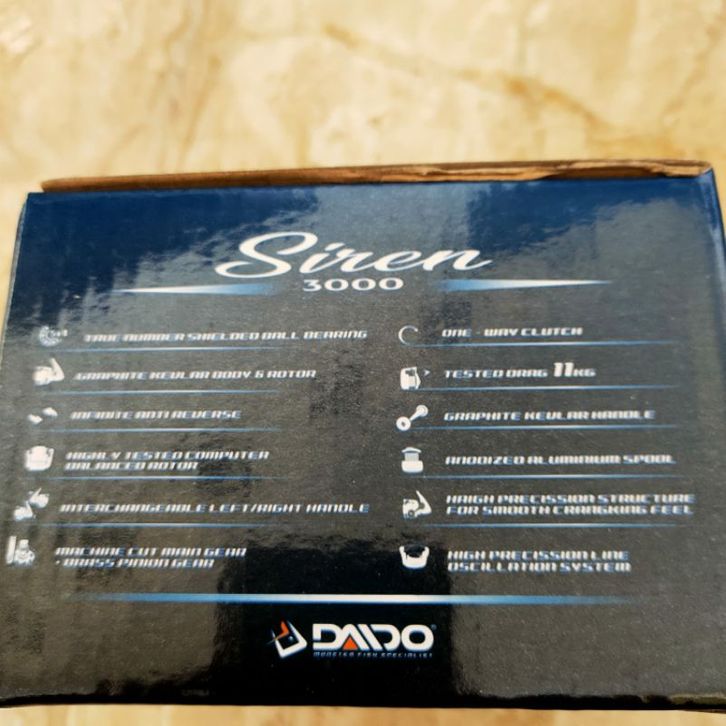 Siren
3000
5+1 TRUE NUMBER SHIELDED BALL BEARING
GRAPHITE KEVLAR BODY & ROTOR
INFINITE ANTI REVERSE
HIGHLY TESTED COMPUTER
BALANCED ROTOR
INTERCHANGEABLE LEFT/RIGHT HANDLE
MACHINE CUT MAIN GEAR
- BRASS PINION GEAR
ONE - WAY CLUTCH
TESTED DRAG 11KG
GRAPHITE KEVLAR HANDLE
ANODIZED ALUMINIUM SPOOL
HAIGH PRECISSION STRUCTURE
FOR SMOOTH CRANGKING FEEL
HIGH PRECISSION LINE
OSCILLATION SYSTEM
DAIDO®
MONSTER FISH SPECIALIST